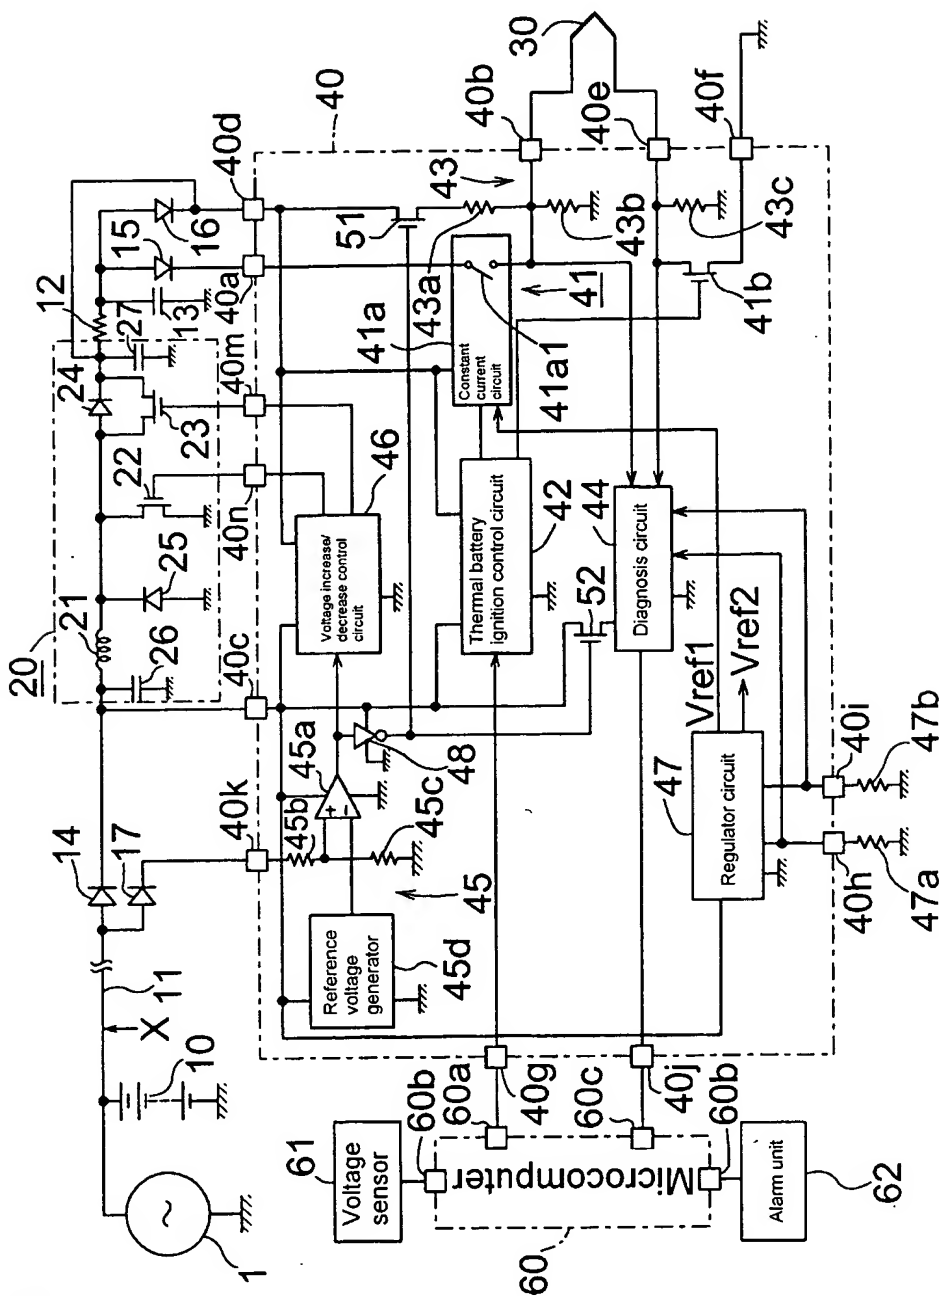 20
21
22
24
12
15
16
14
17
11
X
10
1
26
25
23
27
13
40d
40a
40m
40n
40c
40k
40
40b
30
40e
40f
51
43
43a
43b
43c
41
41a
41a1
41b
Constant
current
circuit
46
Voltage increase/
decrease control
circuit
Thermal battery
ignition control circuit
42
44
52
Diagnosis circuit
45a
45b
45c
48
45
45d
Reference
voltage
generator
Vref1
Vref2
47
Regulator circuit
40i
47b
40h
47a
40g
40j
60a
60c
60b
60b
61
Voltage
sensor
Microcomputer
60
Alarm unit
62